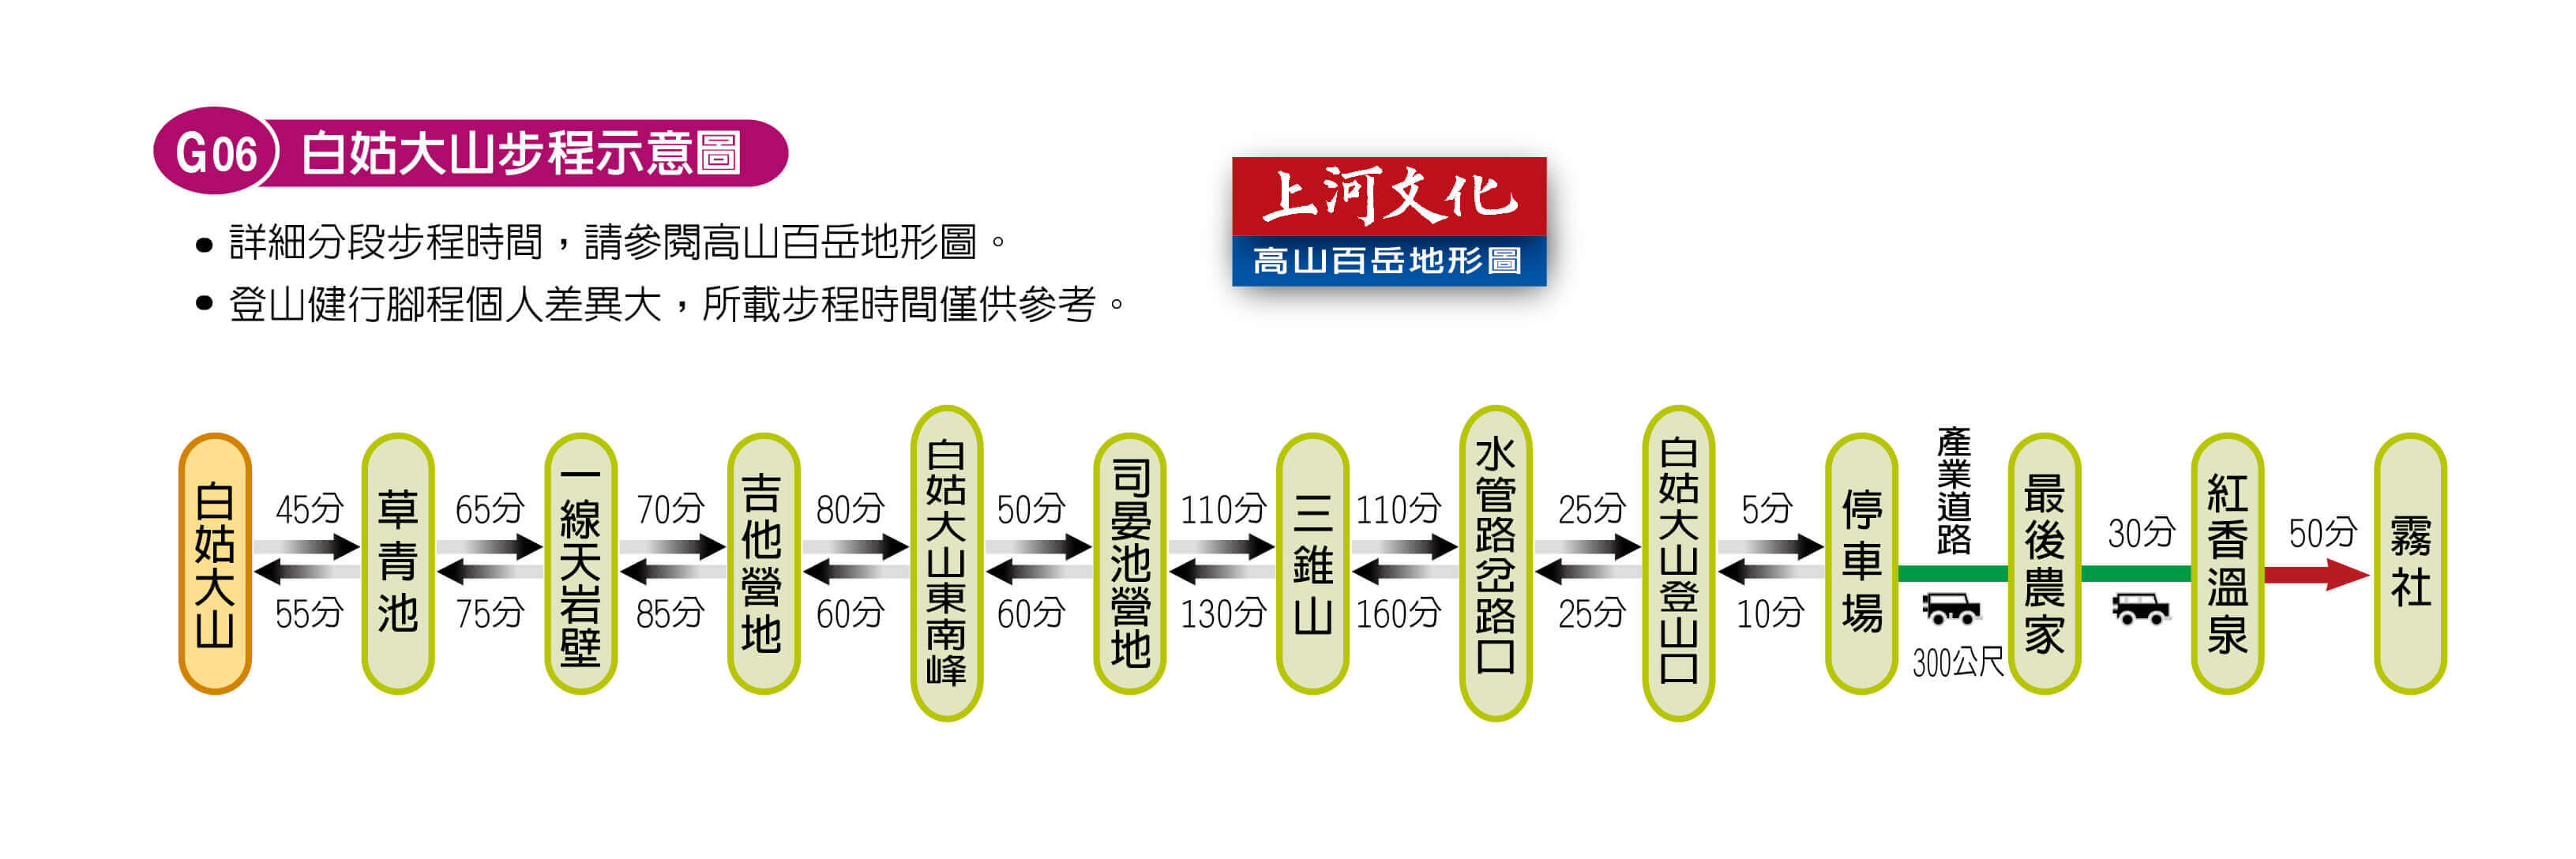 G06 白姑大山步程示意圖
上河文化
高山百岳地形圖
● 詳細分段步程時間，請參閱高山百岳地形圖。
● 登山健行腳程個人差異大，所載步程時間僅供參考。
白姑大山
45分
55分
草青池
65分
75分
一線天岩壁
70分
85分
吉他營地
80分
60分
白姑大山東南峰
50分
60分
司晏池營地
110分
130分
三錐山
110分
160分
水管路岔路口
25分
25分
白姑大山登山口
5分
10分
停車場
產業道路
300公尺
最後農家
30分
紅香溫泉
50分
霧社